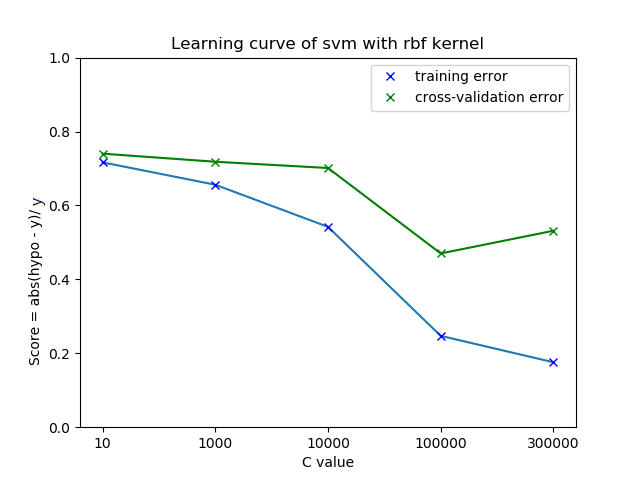 Learning curve of svm with rbf kernel
training error
cross-validation error
1.0
0.8
0.6
0.4
0.2
0.0
Score = abs(hypo - y)/ y
10 1000 10000 100000 300000
C value